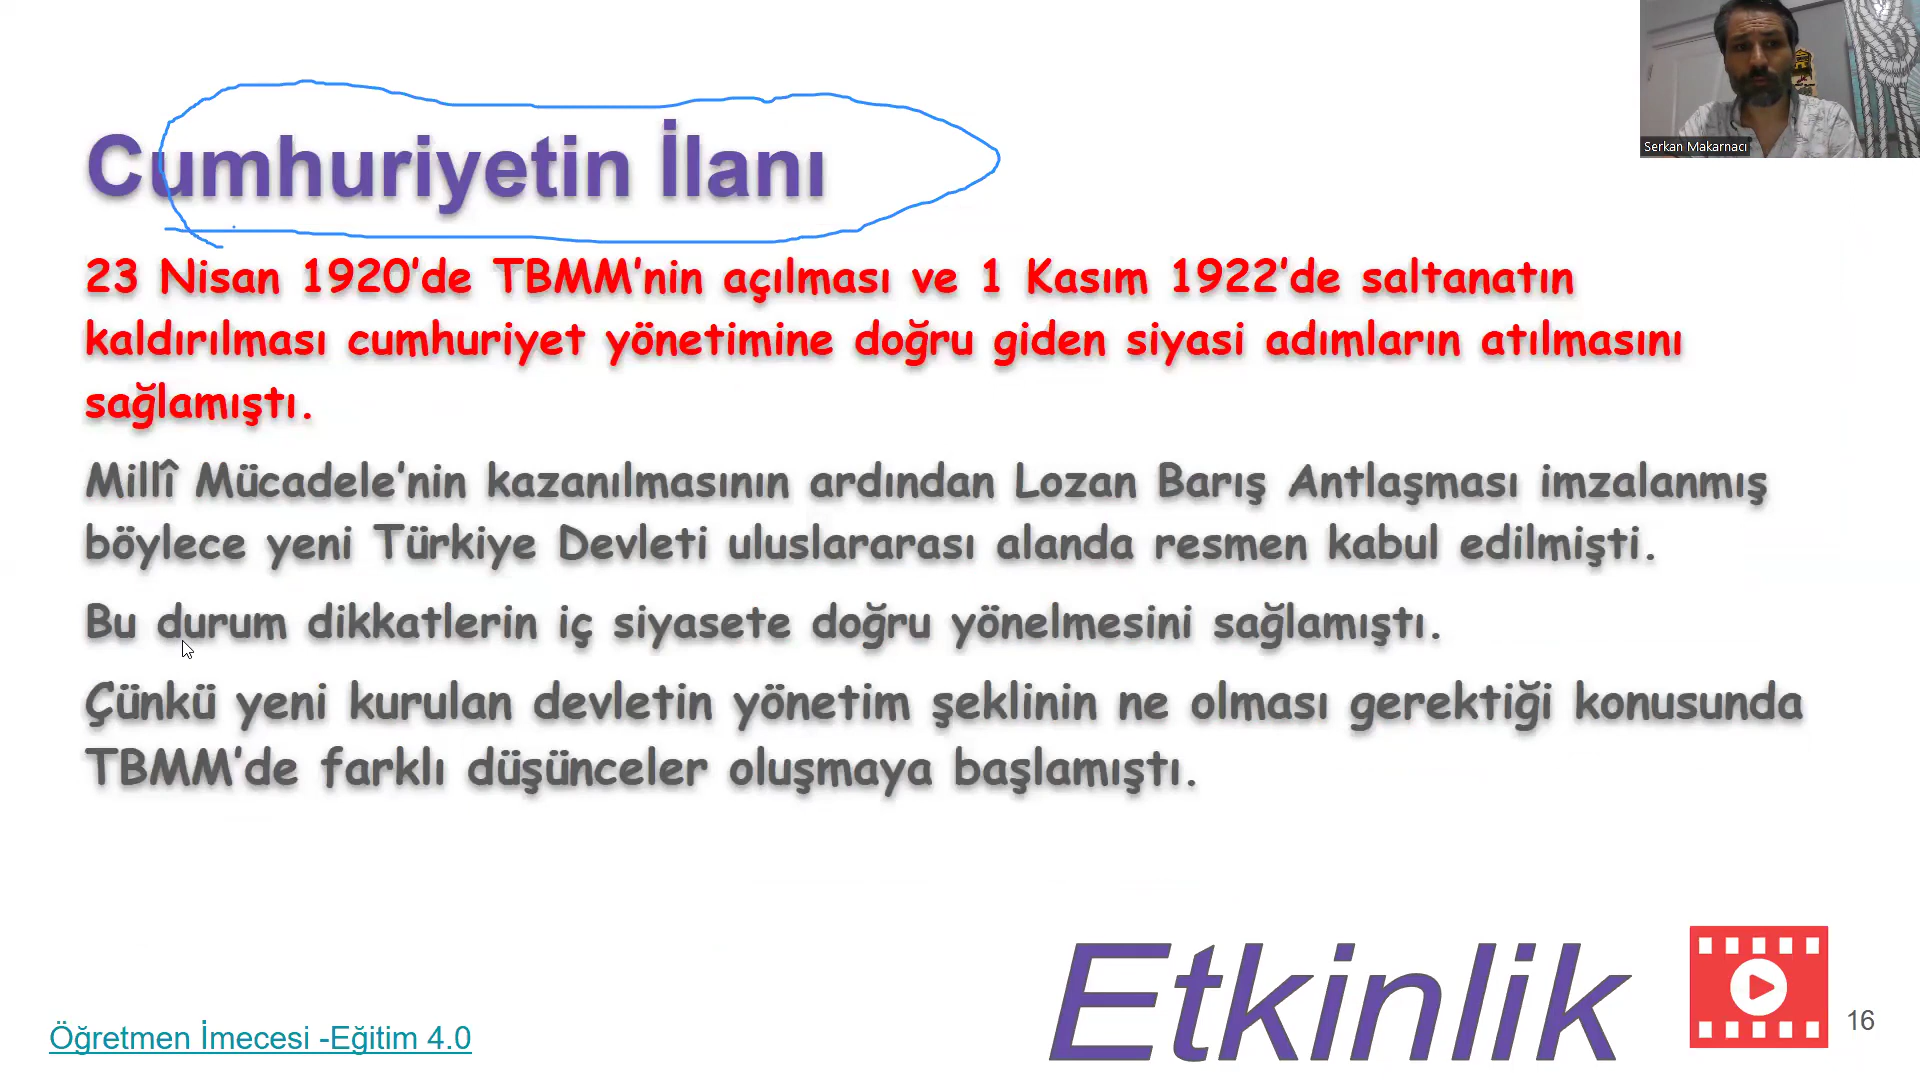 Serkan Makarnacı
Cumhuriyetin İlanı
23 Nisan 1920'de TBMM'nin açılması ve 1 Kasım 1922'de saltanatın
kaldırılması cumhuriyet yönetimine doğru giden siyasi adımların atılmasını
sağlamıştı.
Millî Mücadele'nin kazanılmasının ardından Lozan Barış Antlaşması imzalanmış
böylece yeni Türkiye Devleti uluslararası alanda resmen kabul edilmişti.
Bu durum dikkatlerin iç siyasete doğru yönelmesini sağlamıştı.
Çünkü yeni kurulan devletin yönetim şeklinin ne olması gerektiği konusunda
TBMM'de farklı düşünceler oluşmaya başlamıştı.
Etkinlik
Öğretmen İmecesi -Eğitim 4.0
16